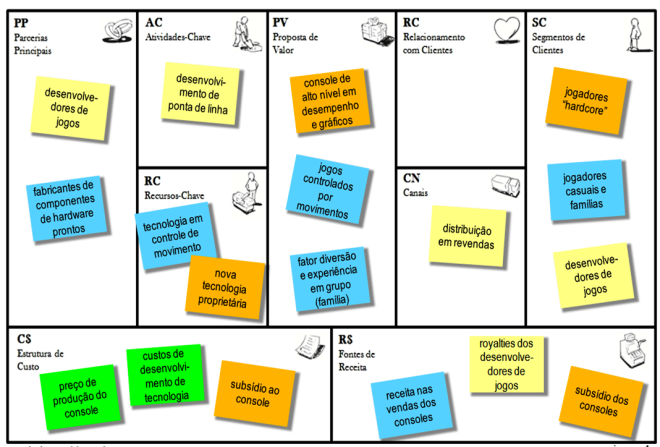 PP
Parcerias
Principais
desenvolve-
dores de
jogos
fabricantes de
componentes
de hardware
prontos
AC
Atividades-Chave
desenvolvi-
mento de
ponta de linha
RC
Recursos-Chave
tecnologia em
controle de
movimento
nova
tecnologia
proprietária
PV
Proposta de
Valor
console de
alto nível em
desempenho
e gráficos
jogos
controlados
por
movimentos
fator diversão
e experiência
em grupo
(família)
RC
Relacionamento
com Clientes
CN
Canais
distribuição
em revendas
SC
Segmentos de
Clientes
jogadores
"hardcore"
jogadores
casuais e
famílias
desenvolve-
dores de
jogos
C$
Estrutura de
Custo
preço de
produção do
console
custos de
desenvolvi-
mento de
tecnologia
subsídio ao
console
R$
Fontes de
Receita
receita nas
vendas dos
consoles
royalties dos
desenvolve-
dores de
jogos
subsídio dos
consoles